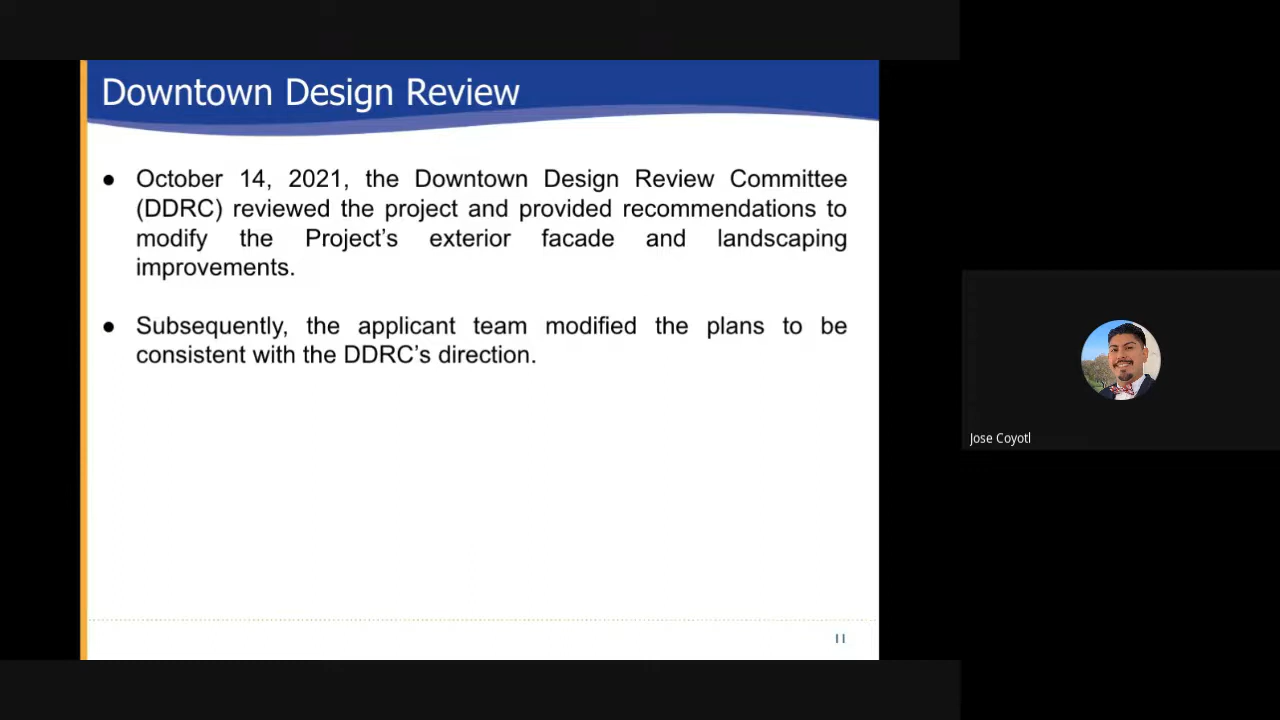 Downtown Design Review
● October 14, 2021, the Downtown Design Review Committee
(DDRC) reviewed the project and provided recommendations to
modify the Project’s exterior facade and landscaping
improvements.
● Subsequently, the applicant team modified the plans to be
consistent with the DDRC’s direction.
11
Jose Coyotl